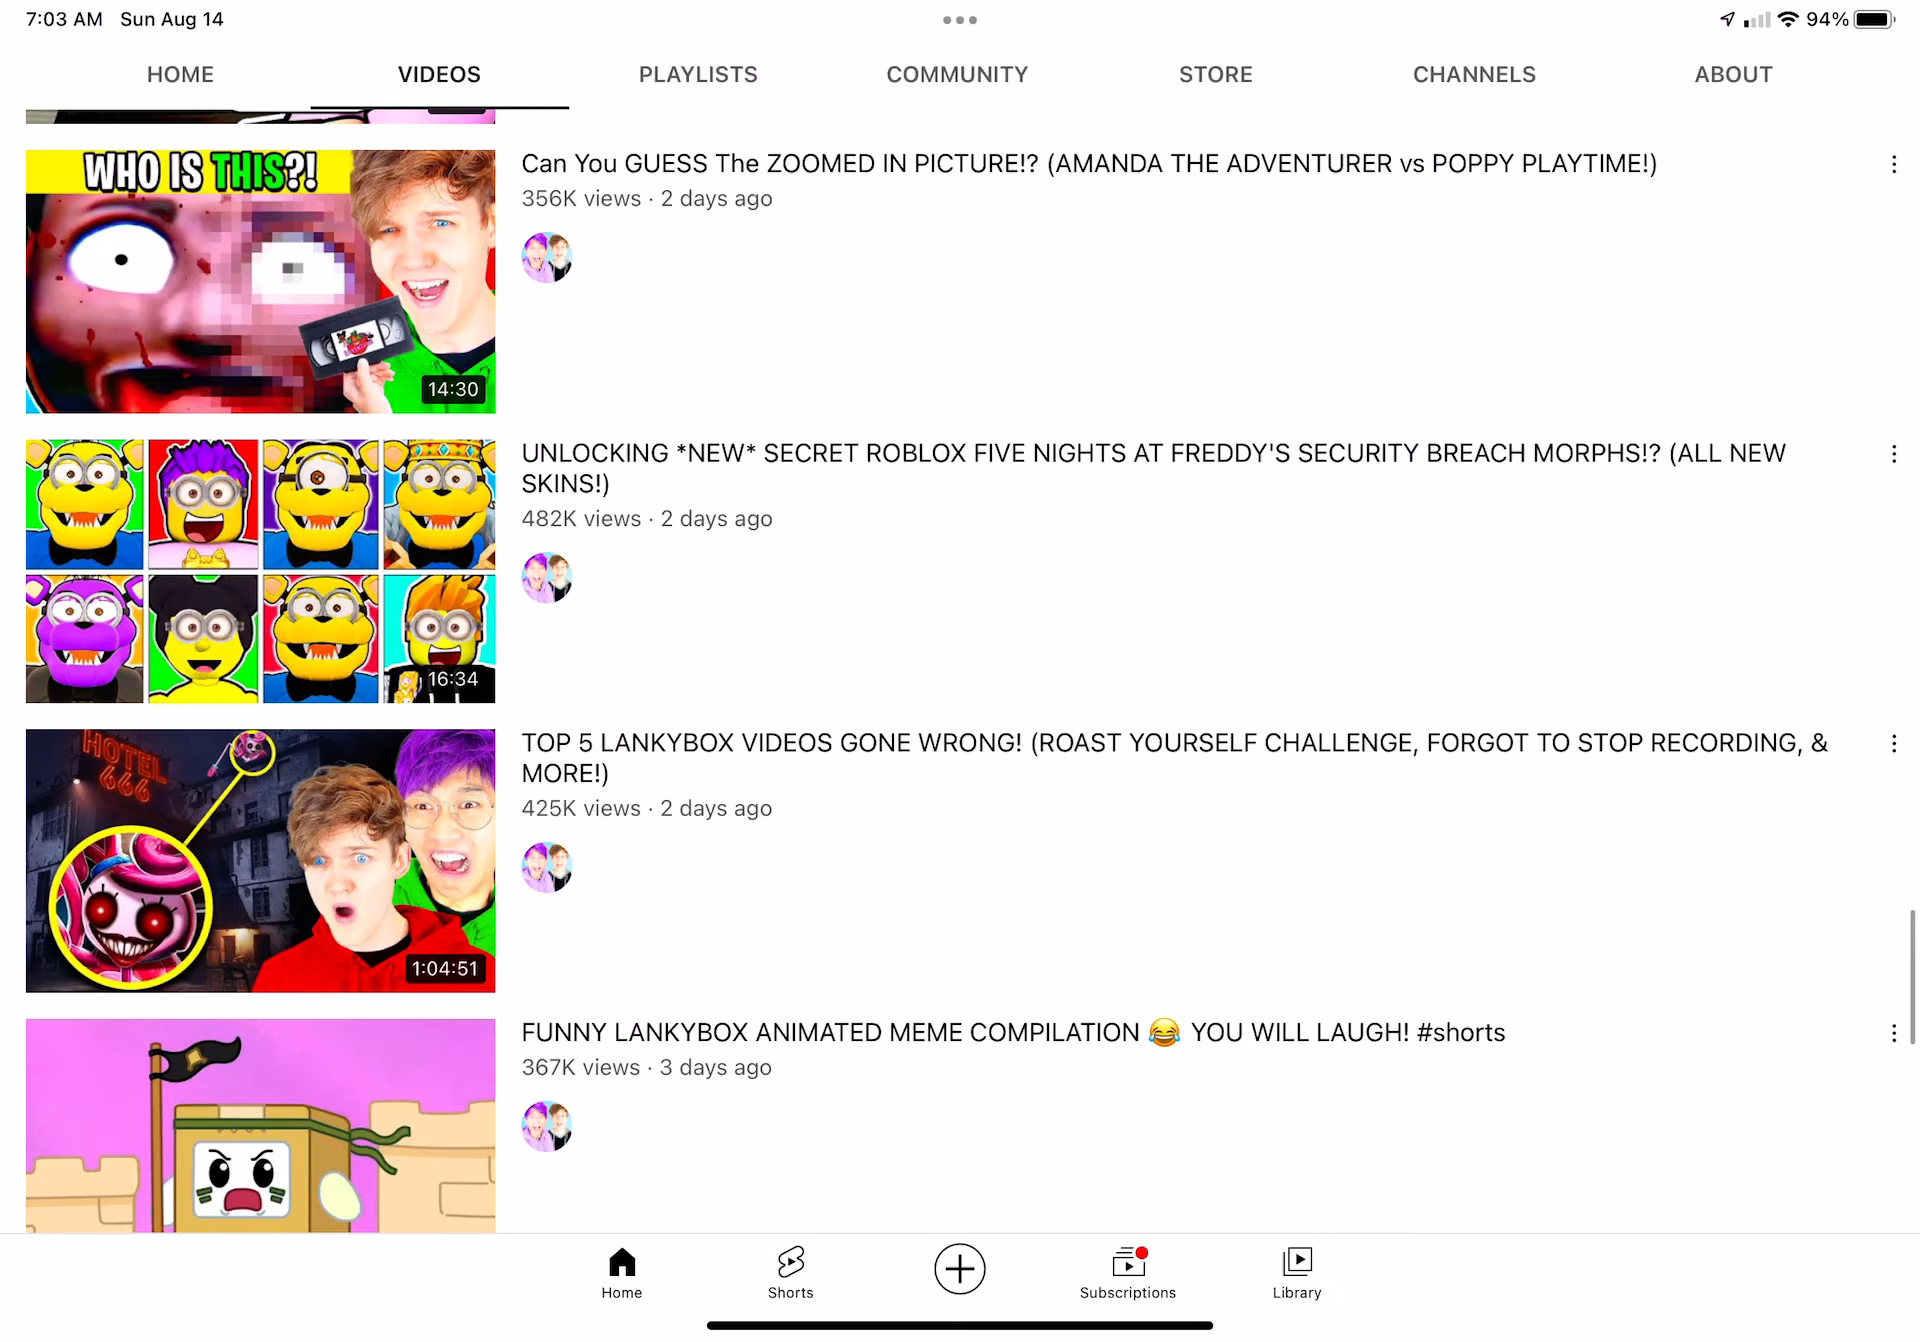 7:03 AM Sun Aug 14
94%
HOME VIDEOS PLAYLISTS COMMUNITY STORE CHANNELS ABOUT
WHO IS THIS?!
14:30
Can You GUESS The ZOOMED IN PICTURE!? (AMANDA THE ADVENTURER vs POPPY PLAYTIME!)
356K views · 2 days ago
16:34
UNLOCKING *NEW* SECRET ROBLOX FIVE NIGHTS AT FREDDY'S SECURITY BREACH MORPHS!? (ALL NEW
SKINS!)
482K views · 2 days ago
HOTEL
666
1:04:51
TOP 5 LANKYBOX VIDEOS GONE WRONG! (ROAST YOURSELF CHALLENGE, FORGOT TO STOP RECORDING, &
MORE!)
425K views · 2 days ago
FUNNY LANKYBOX ANIMATED MEME COMPILATION 😂 YOU WILL LAUGH! #shorts
367K views · 3 days ago
Home Shorts Subscriptions Library